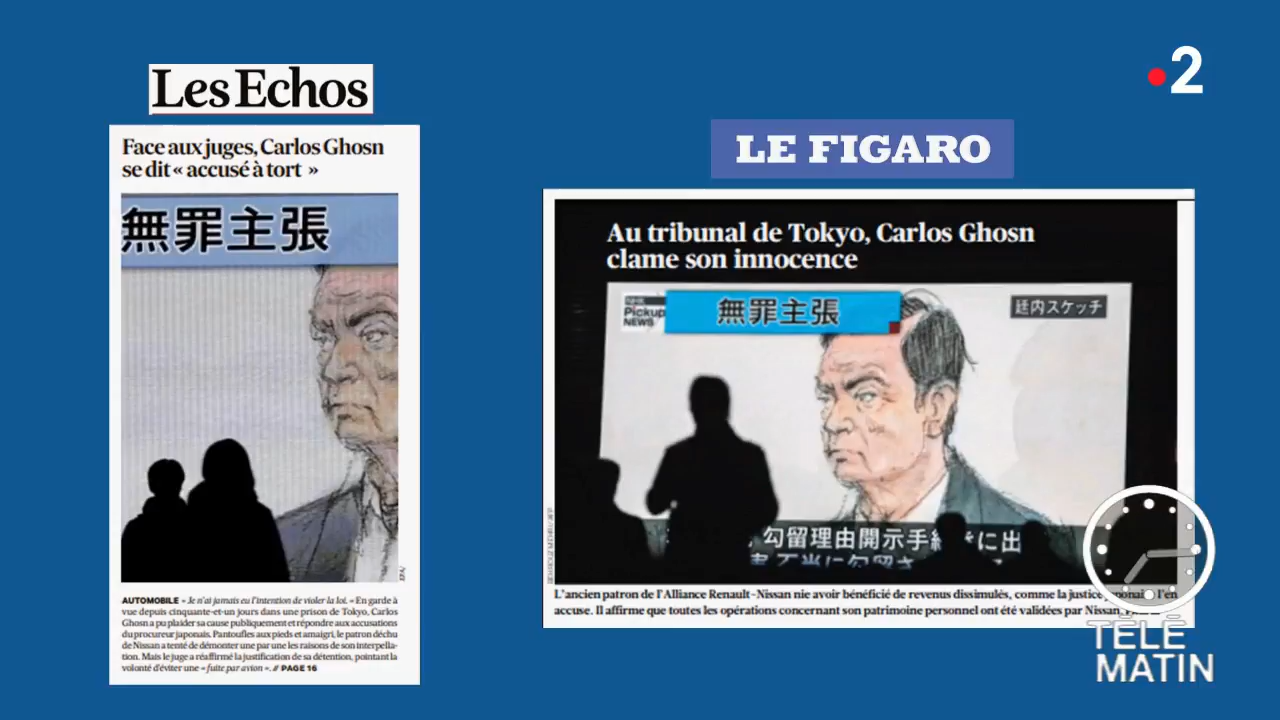 Les Echos
Face aux juges, Carlos Ghosn
se dit « accusé à tort »
無罪主張
AUTOMOBILE « Je n'ai jamais eu l'intention de violer la loi. » En garde à
vue depuis cinquante-et-un jours dans une prison de Tokyo, Carlos
Ghosn a pu plaider sa cause publiquement et répondre aux accusations
du procureur japonais. Pantoufles aux pieds et amaigri, le patron déchu
de Nissan a tenté de démonter une par une les raisons de son interpella-
tion. Mais le juge a réaffirmé la justification de sa détention, pointant la
volonté d'éviter une « fuite par avion ». // PAGE 16
2
LE FIGARO
Au tribunal de Tokyo, Carlos Ghosn
clame son innocence
NHK
Pickup
NEWS
無罪主張
廷内スケッチ
勾留理由開示手続きに出
L'ancien patron de l'Alliance Renault-Nissan nie avoir bénéficié de revenus dissimulés, comme la justice japonaise l'en
accuse. Il affirme que toutes les opérations concernant son patrimoine personnel ont été validées par Nissan.
TÉLÉ
MATIN